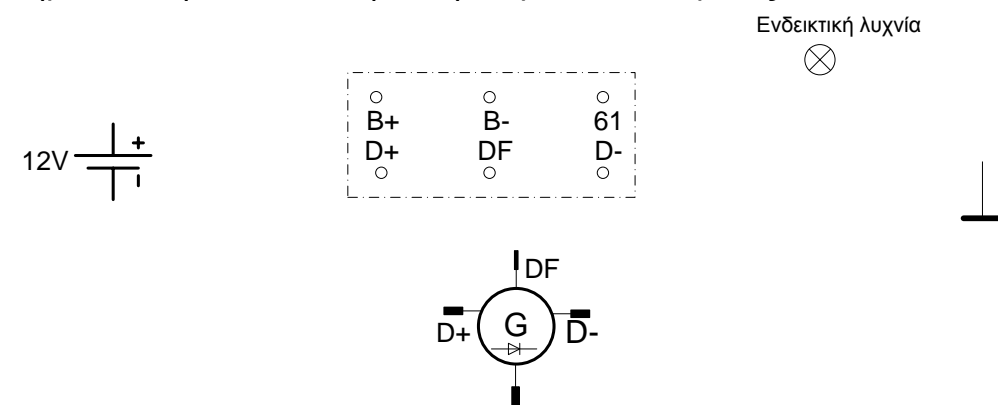 Ενδεικτική λυχνία
B+ B- 61
D+ DF D-
12V + -
DF
D+ G D-